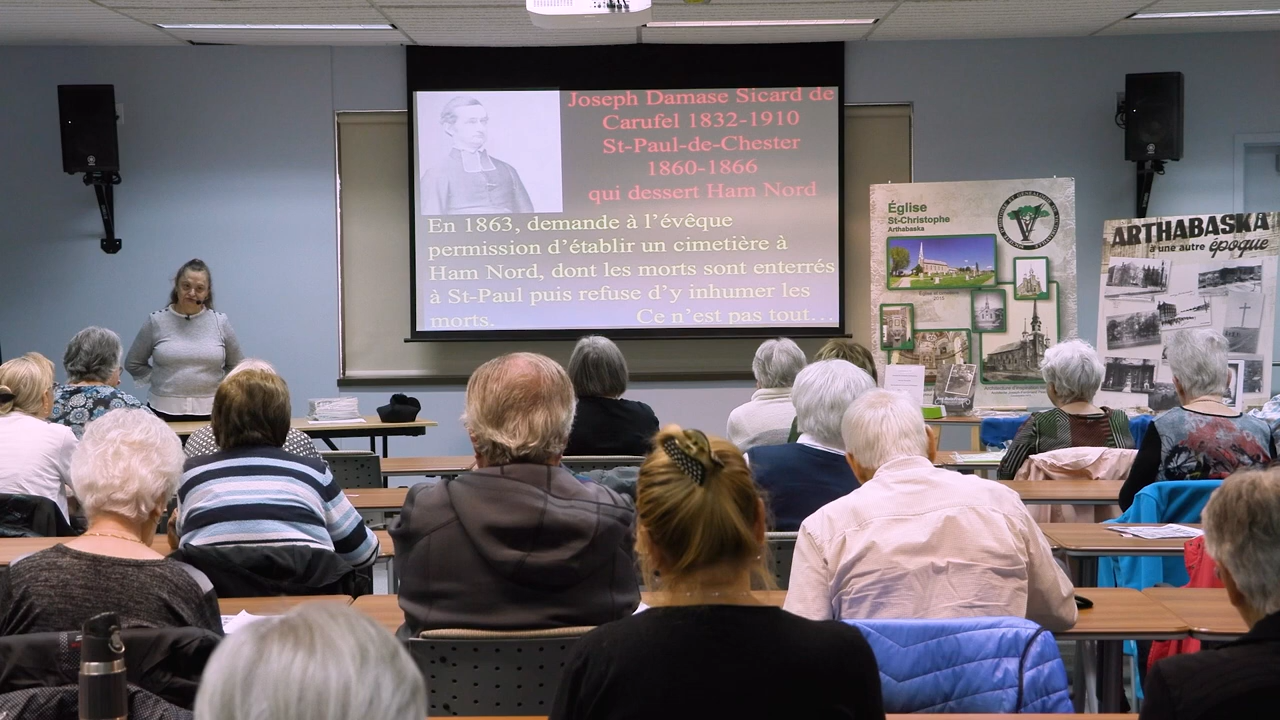 Joseph Damase Sicard de
Carufel 1832-1910
St-Paul-de-Chester
1860-1866
qui dessert Ham Nord
En 1863, demande à l'évêque
permission d'établir un cimetière à
Ham Nord, dont les morts sont enterrés
à St-Paul puis refuse d'y inhumer les
morts. Ce n'est pas tout...
Église
St-Christophe
Arthabaska
ARTHABASKA
à une autre époque